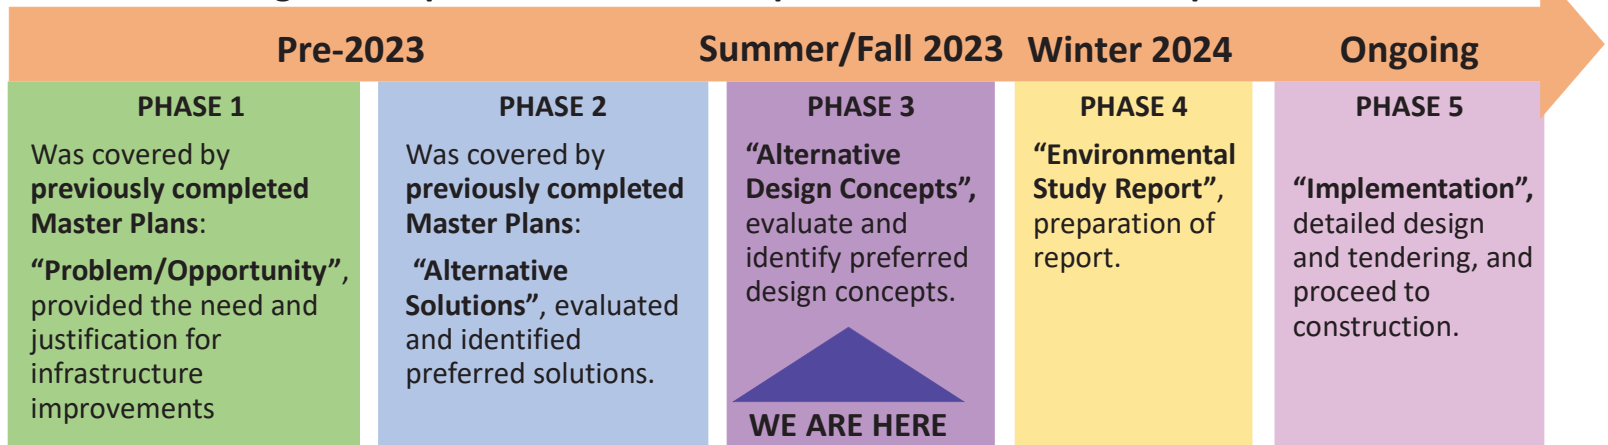 Pre-2023
Summer/Fall 2023
Winter 2024
Ongoing
PHASE 1
Was covered by
previously completed
Master Plans:
“Problem/Opportunity”,
provided the need and
justification for
infrastructure
improvements
PHASE 2
Was covered by
previously completed
Master Plans:
“Alternative
Solutions”, evaluated
and identified
preferred solutions.
PHASE 3
“Alternative
Design Concepts”,
evaluate and
identify preferred
design concepts.
WE ARE HERE
PHASE 4
“Environmental
Study Report”,
preparation of
report.
PHASE 5
“Implementation”,
detailed design
and tendering, and
proceed to
construction.